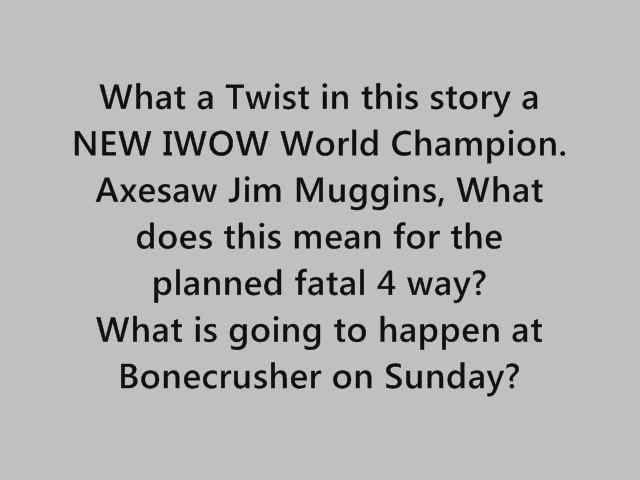 What a Twist in this story a
NEW IWOW World Champion.
Axesaw Jim Muggins, What
does this mean for the
planned fatal 4 way?
What is going to happen at
Bonecrusher on Sunday?